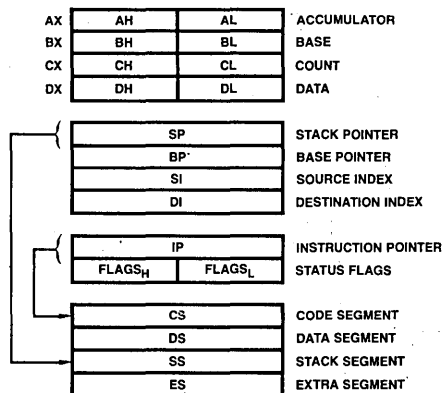 AX AH AL ACCUMULATOR
BX BH BL BASE
CX CH CL COUNT
DX DH DL DATA
SP STACK POINTER
BP BASE POINTER
SI SOURCE INDEX
DI DESTINATION INDEX
IP INSTRUCTION POINTER
FLAGSH FLAGSL STATUS FLAGS
CS CODE SEGMENT
DS DATA SEGMENT
SS STACK SEGMENT
ES EXTRA SEGMENT